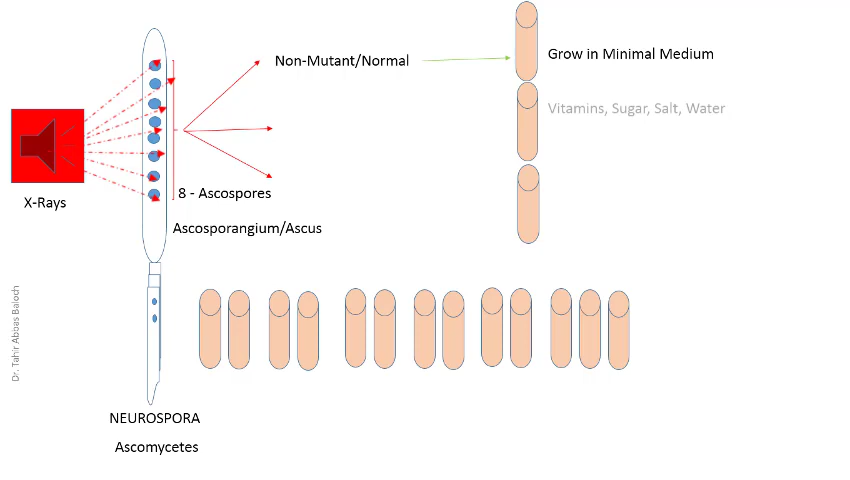 Non-Mutant/Normal
Grow in Minimal Medium
Vitamins, Sugar, Salt, Water
X-Rays
8 - Ascospores
Ascosporangium/Ascus
Dr. Tahir Abbas Baloch
NEUROSPORA
Ascomycetes